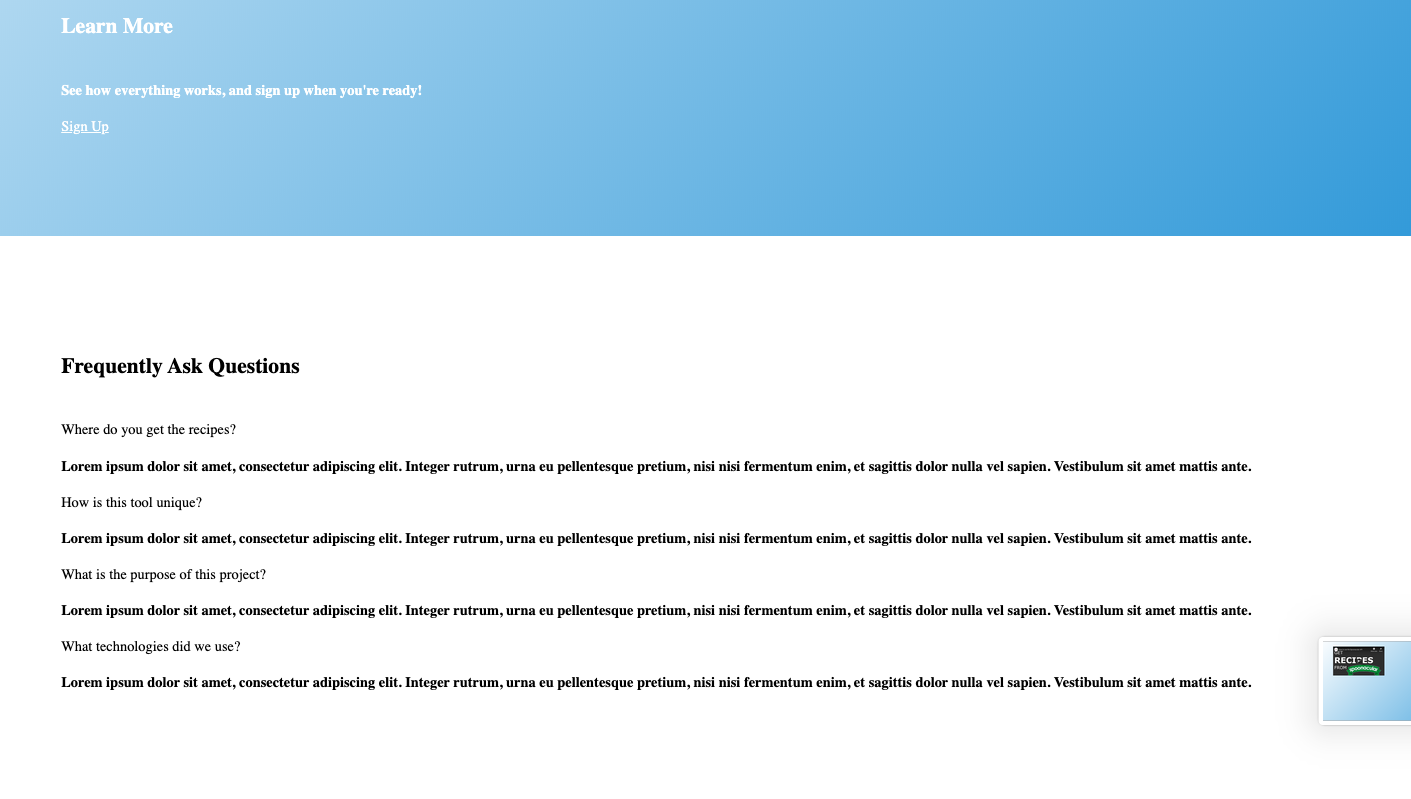 Learn More
See how everything works, and sign up when you're ready!
Sign Up
Frequently Ask Questions
Where do you get the recipes?
Lorem ipsum dolor sit amet, consectetur adipiscing elit. Integer rutrum, urna eu pellentesque pretium, nisi nisi fermentum enim, et sagittis dolor nulla vel sapien. Vestibulum sit amet mattis ante.
How is this tool unique?
Lorem ipsum dolor sit amet, consectetur adipiscing elit. Integer rutrum, urna eu pellentesque pretium, nisi nisi fermentum enim, et sagittis dolor nulla vel sapien. Vestibulum sit amet mattis ante.
What is the purpose of this project?
Lorem ipsum dolor sit amet, consectetur adipiscing elit. Integer rutrum, urna eu pellentesque pretium, nisi nisi fermentum enim, et sagittis dolor nulla vel sapien. Vestibulum sit amet mattis ante.
RECIPES
FROM
What technologies did we use?
Lorem ipsum dolor sit amet, consectetur adipiscing elit. Integer rutrum, urna eu pellentesque pretium, nisi nisi fermentum enim, et sagittis dolor nulla vel sapien. Vestibulum sit amet mattis ante.